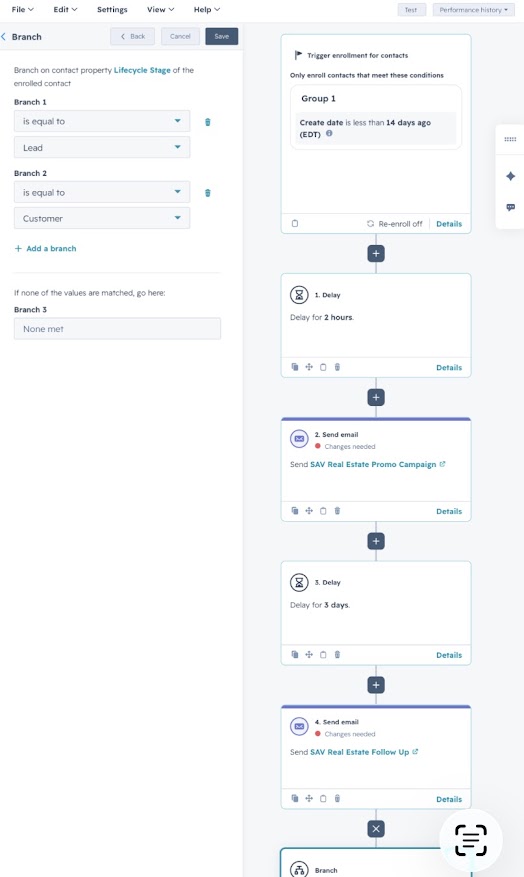 File Edit Settings View Help Test Performance history
Branch Back Cancel Save
Branch on contact property Lifecycle Stage of the
enrolled contact
Branch 1
is equal to
Lead
Branch 2
is equal to
Customer
+ Add a branch
If none of the values are matched, go here:
Branch 3
None met
Trigger enrollment for contacts
Only enroll contacts that meet these conditions
Group 1
Create date is less than 14 days ago
(EDT)
Re-enroll off Details
1. Delay
Delay for 2 hours.
Details
2. Send email
Changes needed
Send SAV Real Estate Promo Campaign
Details
3. Delay
Delay for 3 days.
Details
4. Send email
Changes needed
Send SAV Real Estate Follow Up
Details
Branch